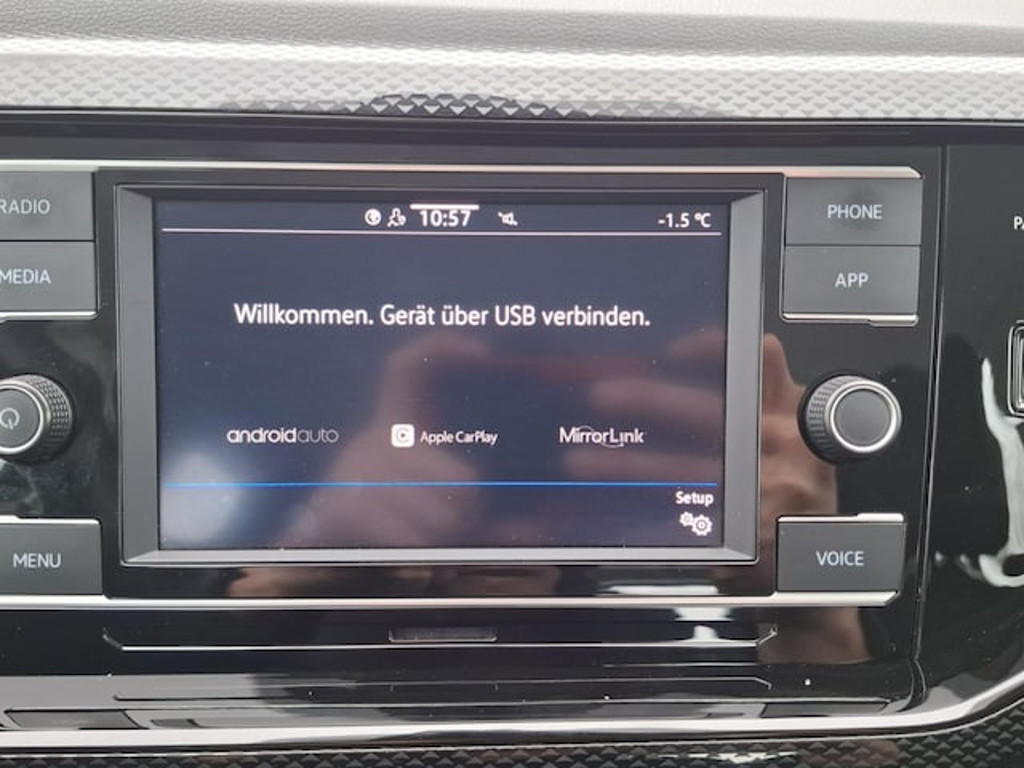 10:57
-1.5 °C
RADIO
PHONE
MEDIA
APP
Willkommen. Gerät über USB verbinden.
androidauto
Apple CarPlay
MirrorLink
Setup
MENU
VOICE